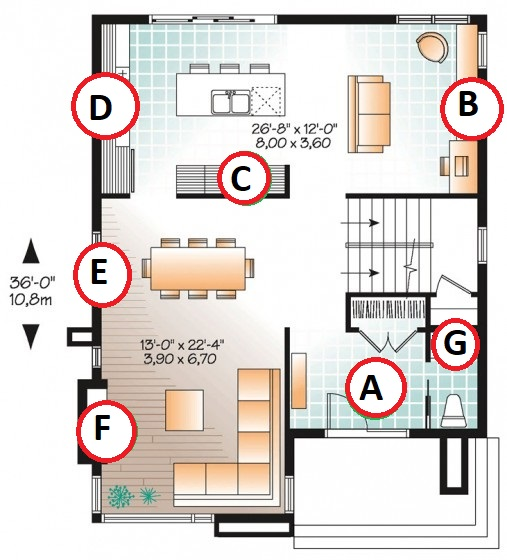 D
B
26'-8" x 12'-0"
8,00 x 3,60
C
E
36'-0"
10,8m
13'-0" x 22'-4"
3,90 x 6,70
G
A
F